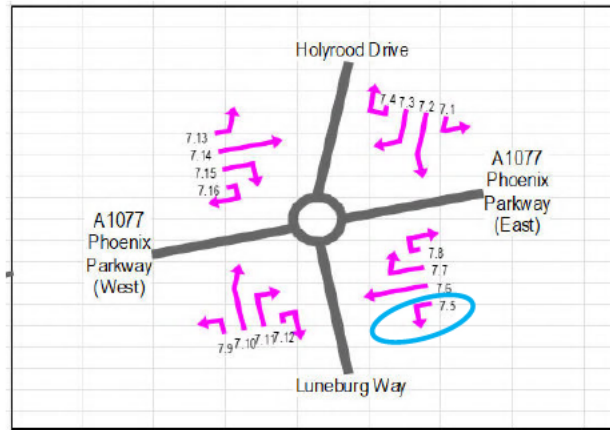 Holyrood Drive
7.4 7.3 7.2 7.1
7.13
7.14
7.15
7.16
A1077
Phoenix
Parkway
(East)
A1077
Phoenix
Parkway
(West)
7.8
7.7
7.6
7.5
7.9 7.10 7.11 7.12
Luneburg Way